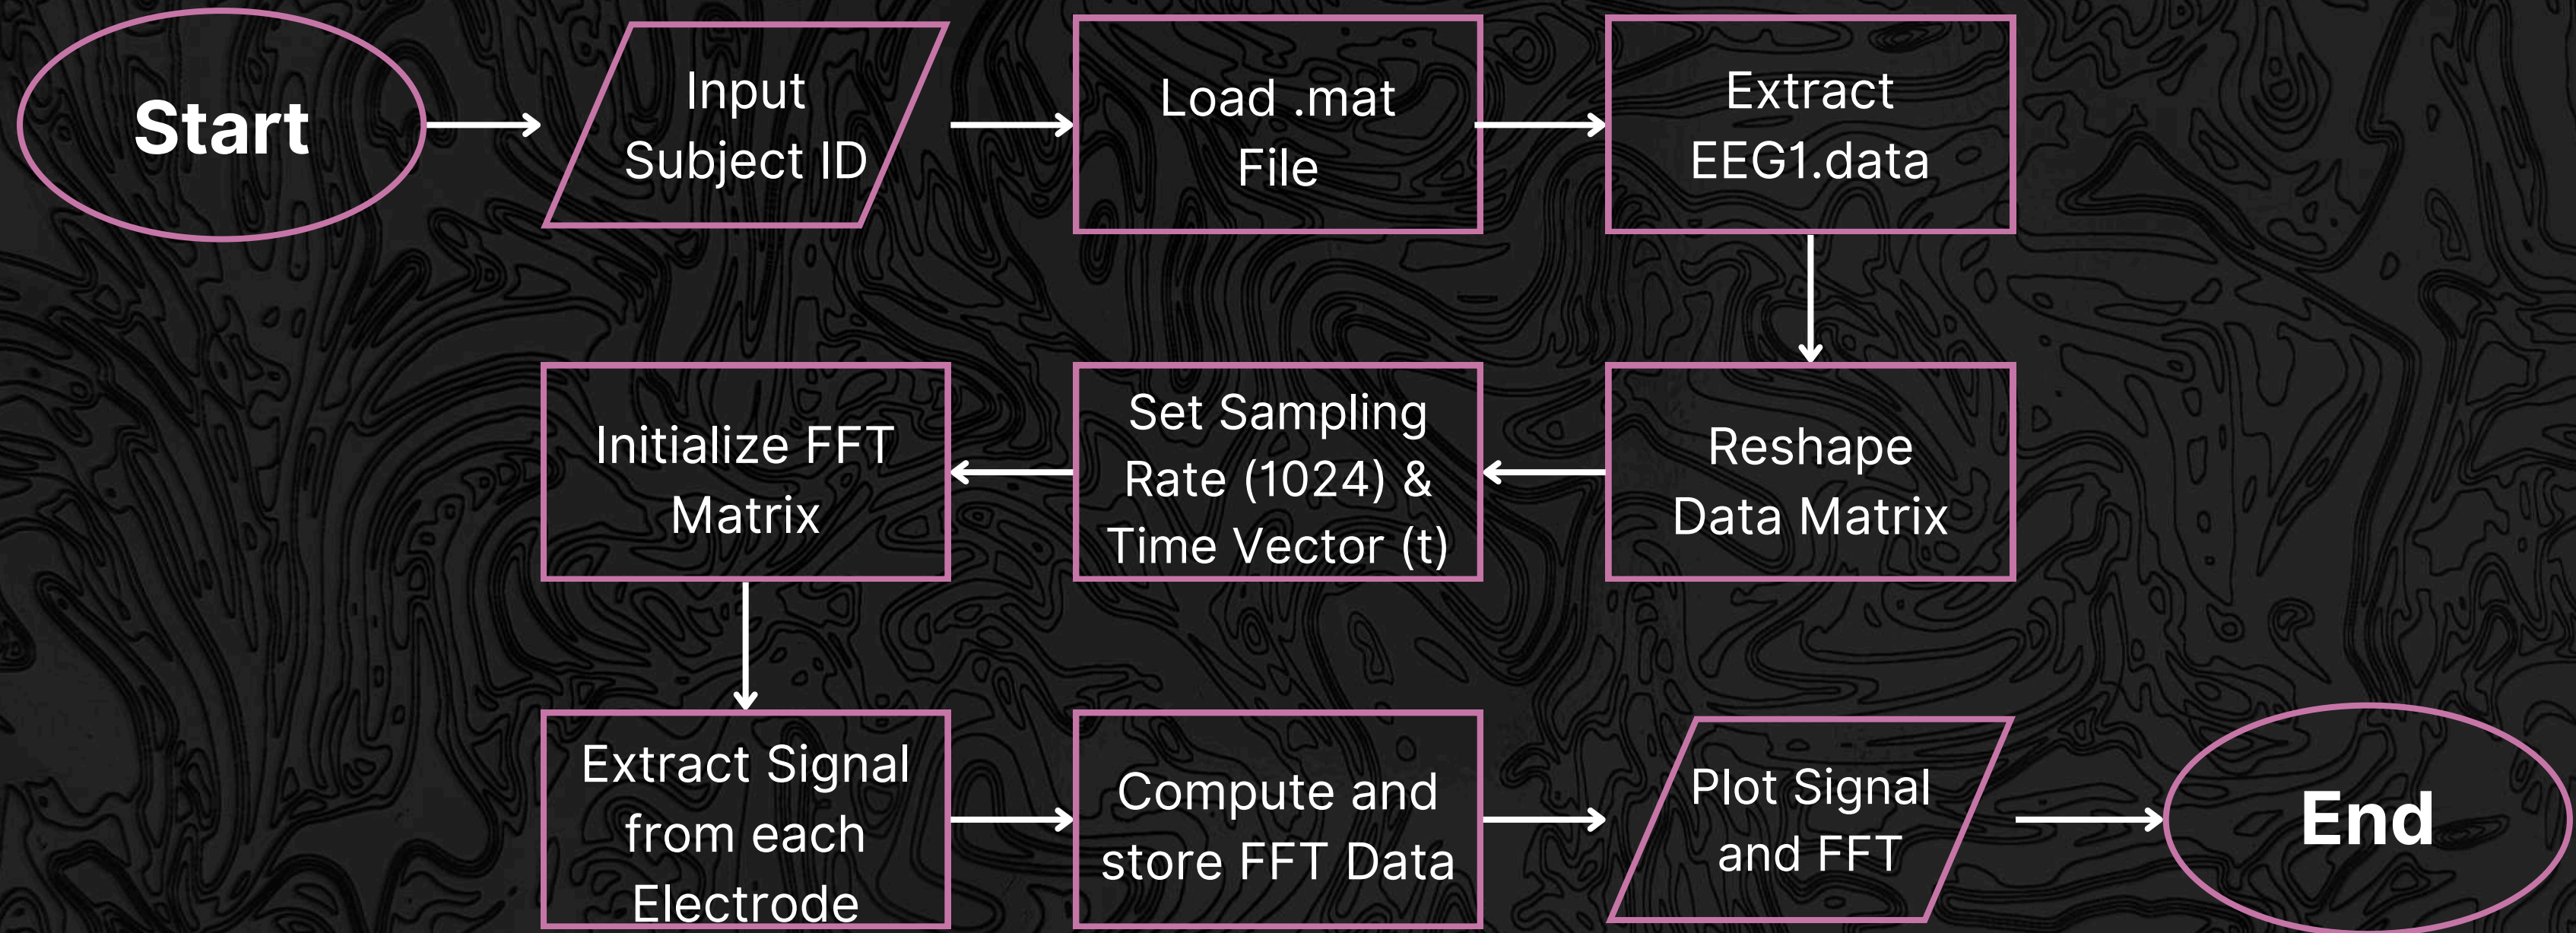 Start
Input
Subject ID
Load .mat
File
Extract
EEG1.data
Reshape
Data Matrix
Set Sampling
Rate (1024) &
Time Vector (t)
Initialize FFT
Matrix
Extract Signal
from each
Electrode
Compute and
store FFT Data
Plot Signal
and FFT
End